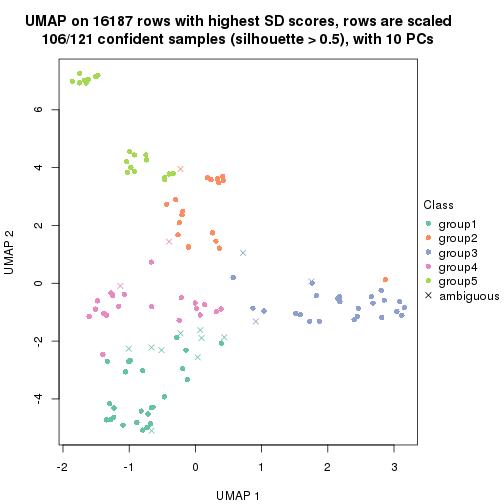 UMAP on 16187 rows with highest SD scores, rows are scaled
106/121 confident samples (silhouette > 0.5), with 10 PCs
6
4
2
0
-2
-4
UMAP 2
-2
-1
0
1
2
3
UMAP 1
Class
group1
group2
group3
group4
group5
ambiguous